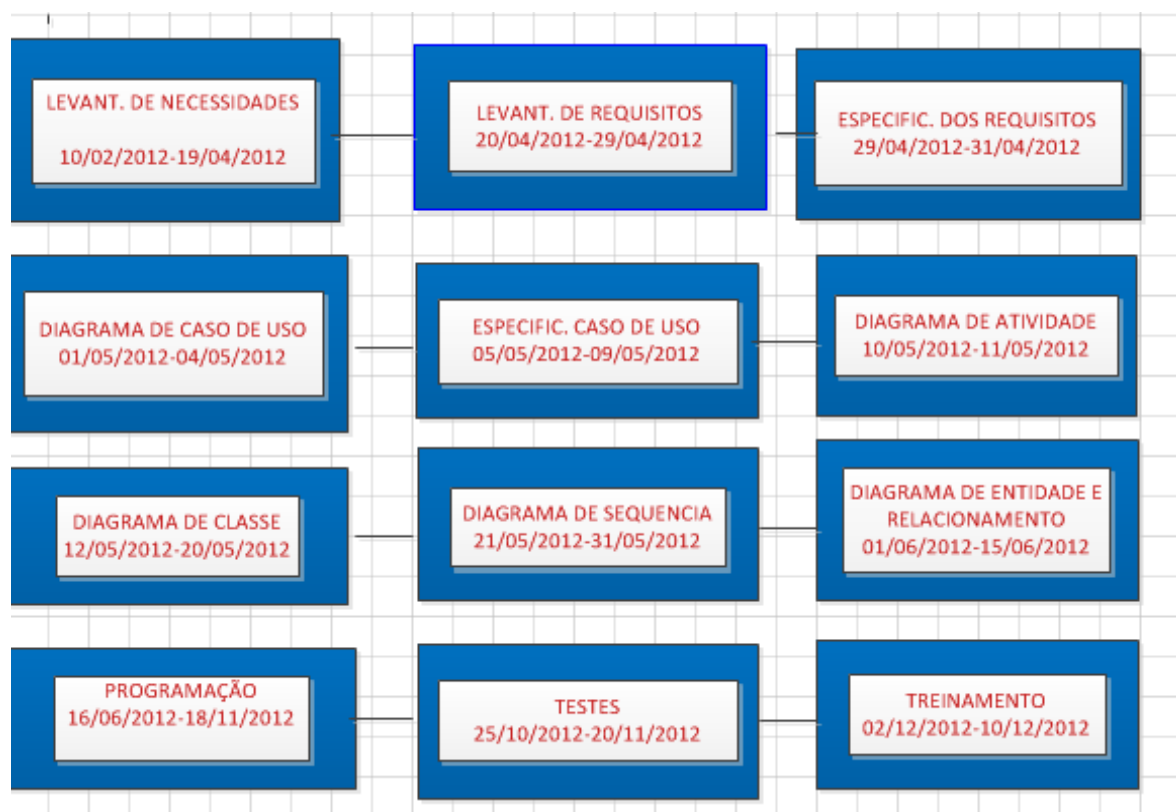 LEVANT. DE NECESSIDADES
10/02/2012-19/04/2012
LEVANT. DE REQUISITOS
20/04/2012-29/04/2012
ESPECIFIC. DOS REQUISITOS
29/04/2012-31/04/2012
DIAGRAMA DE CASO DE USO
01/05/2012-04/05/2012
ESPECIFIC. CASO DE USO
05/05/2012-09/05/2012
DIAGRAMA DE ATIVIDADE
10/05/2012-11/05/2012
DIAGRAMA DE CLASSE
12/05/2012-20/05/2012
DIAGRAMA DE SEQUENCIA
21/05/2012-31/05/2012
DIAGRAMA DE ENTIDADE E
RELACIONAMENTO
01/06/2012-15/06/2012
PROGRAMAÇÃO
16/06/2012-18/11/2012
TESTES
25/10/2012-20/11/2012
TREINAMENTO
02/12/2012-10/12/2012